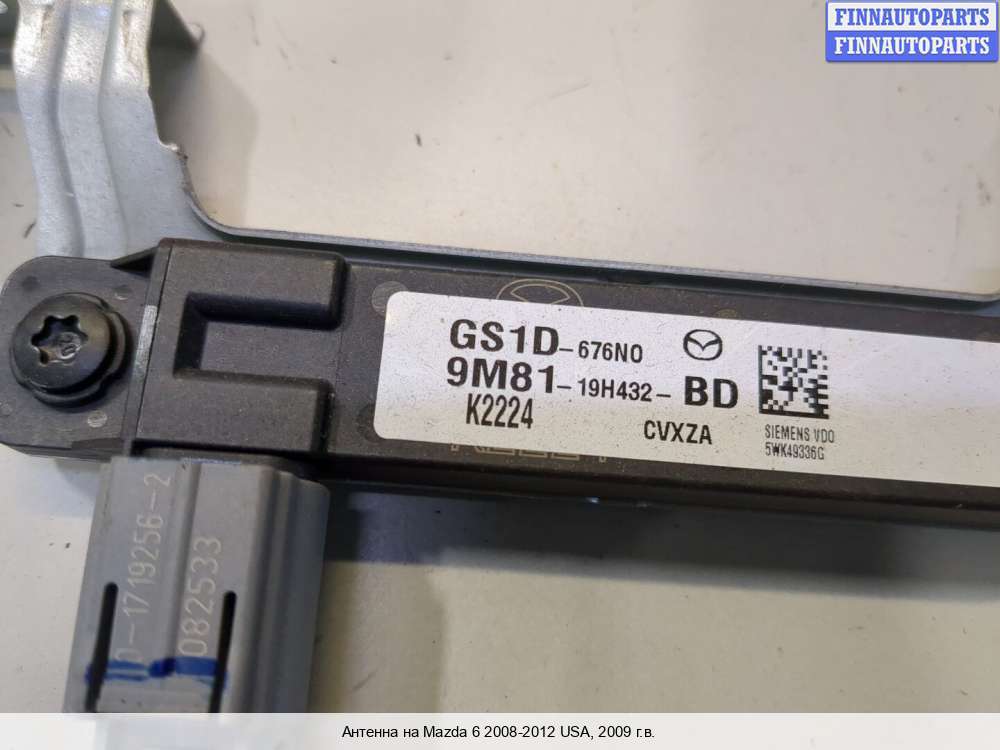 FINNAUTOPARTS
FINNAUTOPARTS
GS1D-676N0
9M81-19H432-BD
K2224
CVXZA
SIEMENS VDO
5WK49336G
0-1719256-2
082533
Антенна на Mazda 6 2008-2012 USA, 2009 г.в.